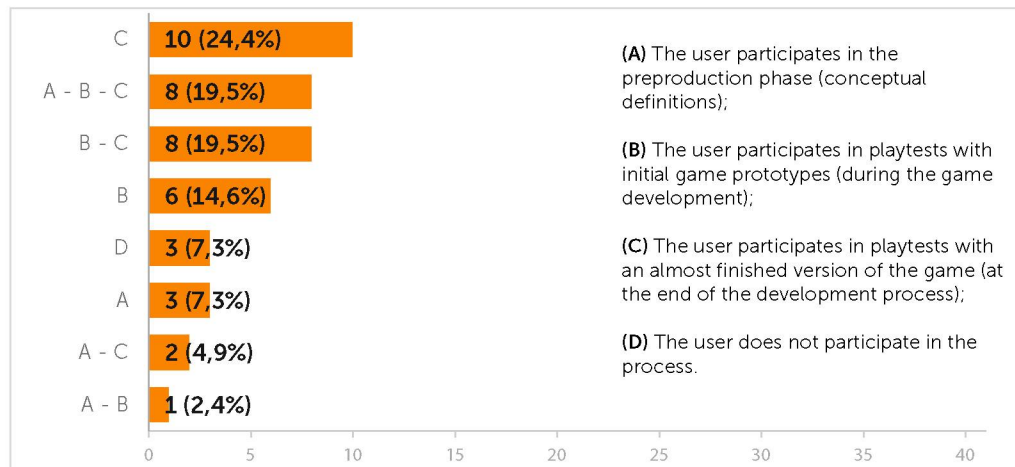 C 10 (24,4%)
A - B - C 8 (19,5%)
B - C 8 (19,5%)
B 6 (14,6%)
D 3 (7,3%)
A 3 (7,3%)
A - C 2 (4,9%)
A - B 1 (2,4%)
0 5 10 15 20 25 30 35 40
(A) The user participates in the
preproduction phase (conceptual
definitions);
(B) The user participates in playtests with
initial game prototypes (during the game
development);
(C) The user participates in playtests with
an almost finished version of the game (at
the end of the development process);
(D) The user does not participate in the
process.